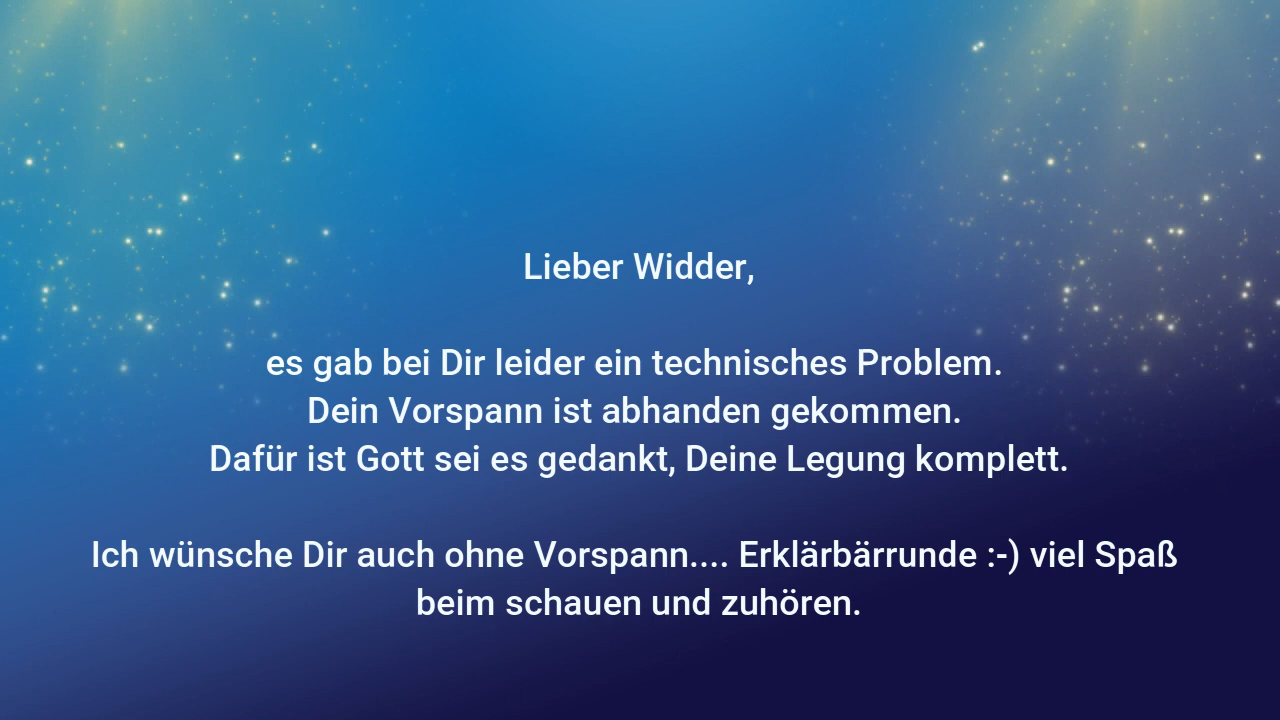 Lieber Widder,
es gab bei Dir leider ein technisches Problem.
Dein Vorspann ist abhanden gekommen.
Dafür ist Gott sei es gedankt, Deine Legung komplett.
Ich wünsche Dir auch ohne Vorspann.... Erklärbärrunde :-) viel Spaß
beim schauen und zuhören.